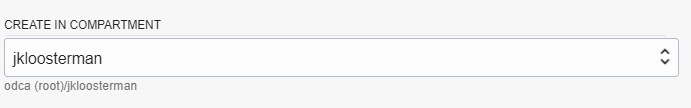 CREATE IN COMPARTMENT
jkloosterman
odca (root)/jkloosterman